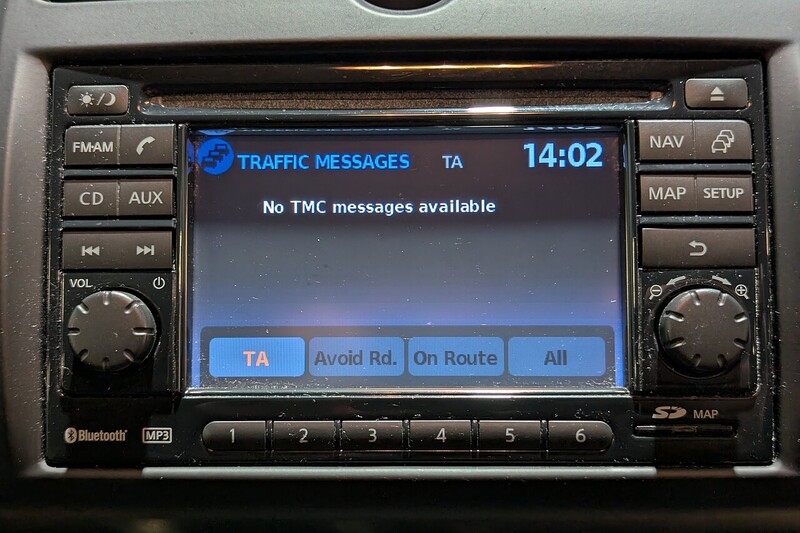 FM•AM
CD AUX
VOL
TRAFFIC MESSAGES TA 14:02
No TMC messages available
TA Avoid Rd. On Route All
NAV
MAP SETUP
Bluetooth MP3
1 2 3 4 5 6
SD MAP